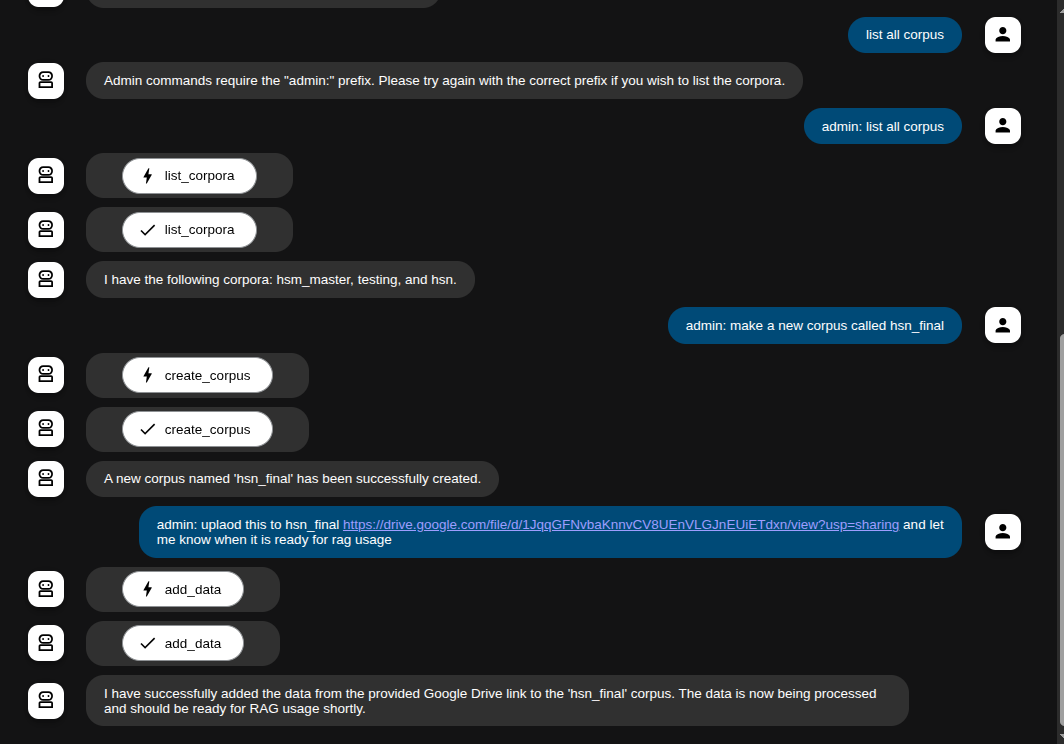 list all corpus
Admin commands require the "admin:" prefix. Please try again with the correct prefix if you wish to list the corpora.
admin: list all corpus
list_corpora
list_corpora
I have the following corpora: hsm_master, testing, and hsn.
admin: make a new corpus called hsn_final
create_corpus
create_corpus
A new corpus named 'hsn_final' has been successfully created.
admin: uplaod this to hsn_final https://drive.google.com/file/d/1JqqGFNvbaKnnvCV8UEnVLGJnEUiETdxn/view?usp=sharing and let
me know when it is ready for rag usage
add_data
add_data
I have successfully added the data from the provided Google Drive link to the 'hsn_final' corpus. The data is now being processed
and should be ready for RAG usage shortly.